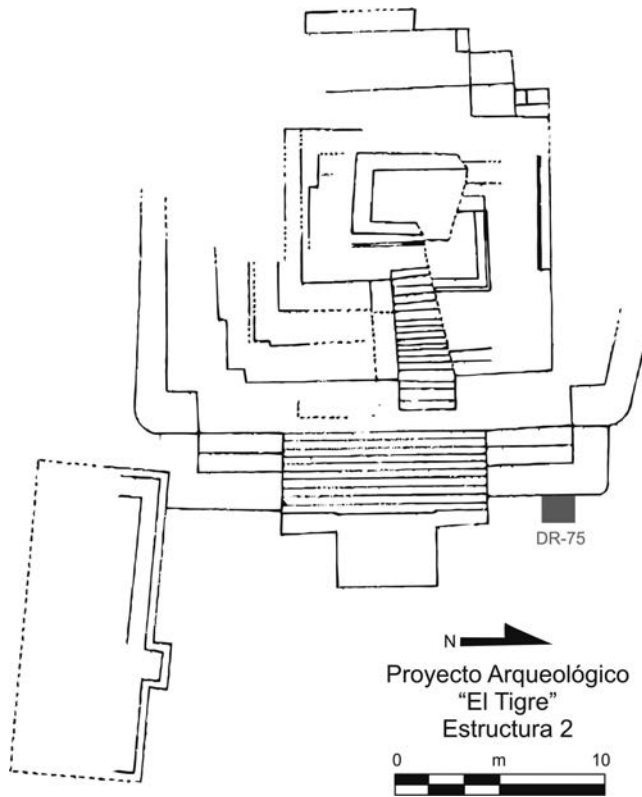 DR-75
N
Proyecto Arqueológico
“El Tigre”
Estructura 2
0 m 10